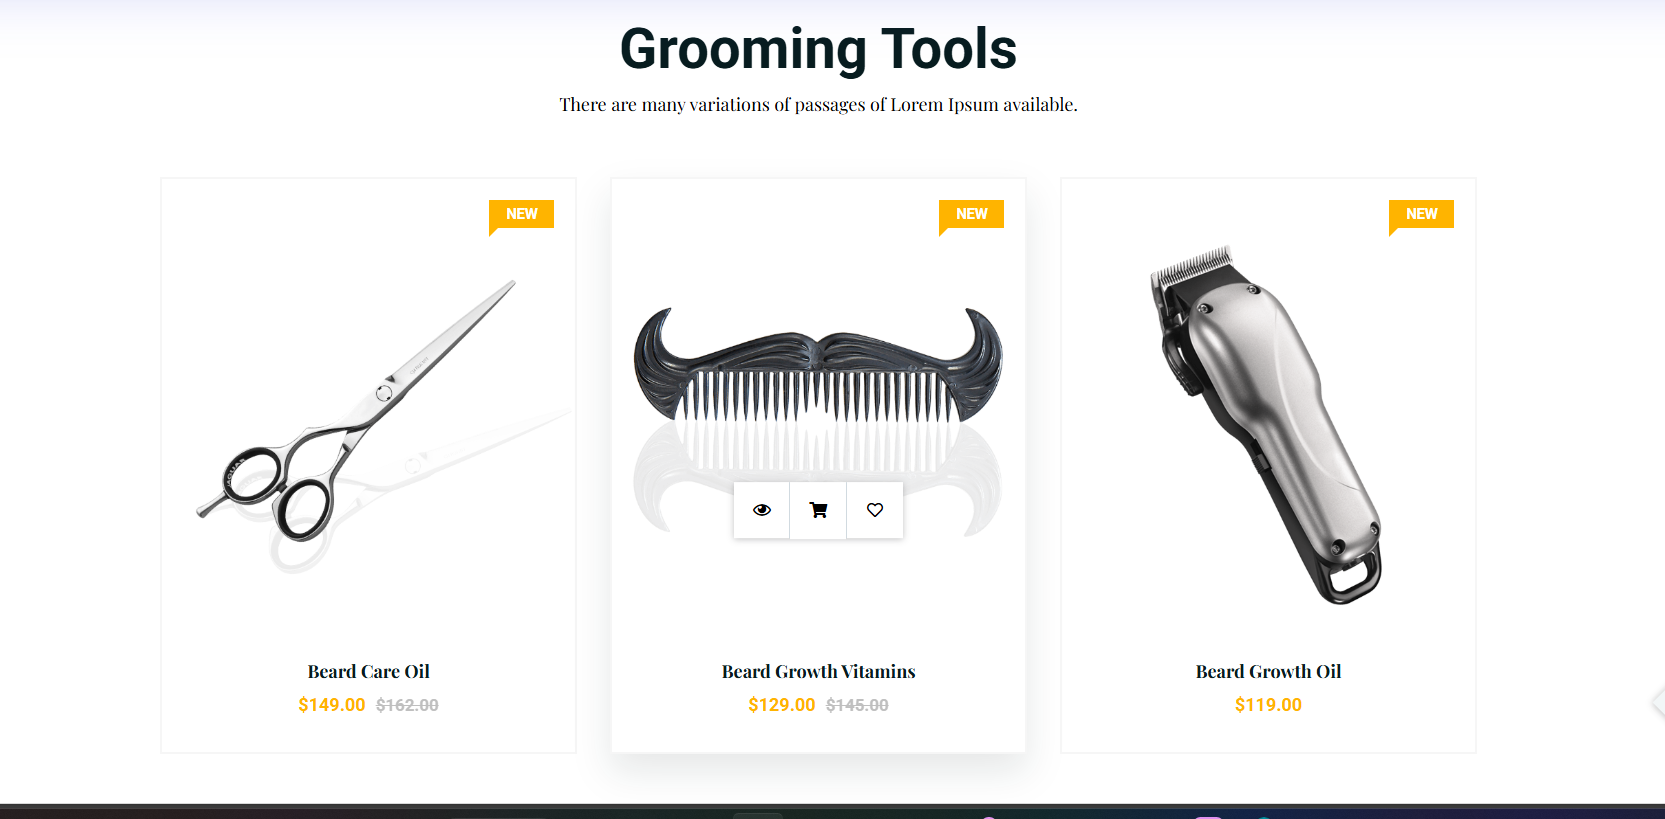 Grooming Tools
There are many variations of passages of Lorem Ipsum available.
NEW
NEW
NEW
Beard Care Oil
Beard Growth Vitamins
Beard Growth Oil
$149.00 $162.00
$129.00 $145.00
$119.00